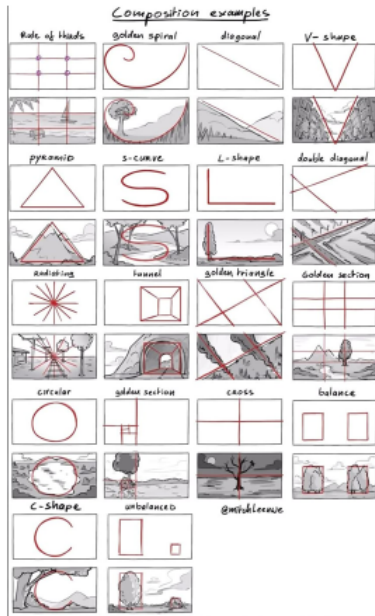 Composition examples
Rule of thirds golden spiral diagonal V-shape
pyramid s-curve L-shape double diagonal
Radiating tunnel golden triangle Golden section
circular golden section cross balance
C-shape unbalanced @mitchleeuwe